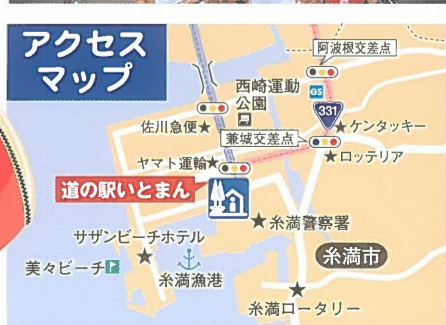 アクセス
マップ
阿波根交差点
西崎運動
公園
GS
331
佐川急便
ケンタッキー
兼城交差点
ヤマト運輸
ロッテリア
道の駅いとまん
糸満警察署
サザンビーチホテル
糸満市
美々ビーチ
P
糸満漁港
糸満ロータリー